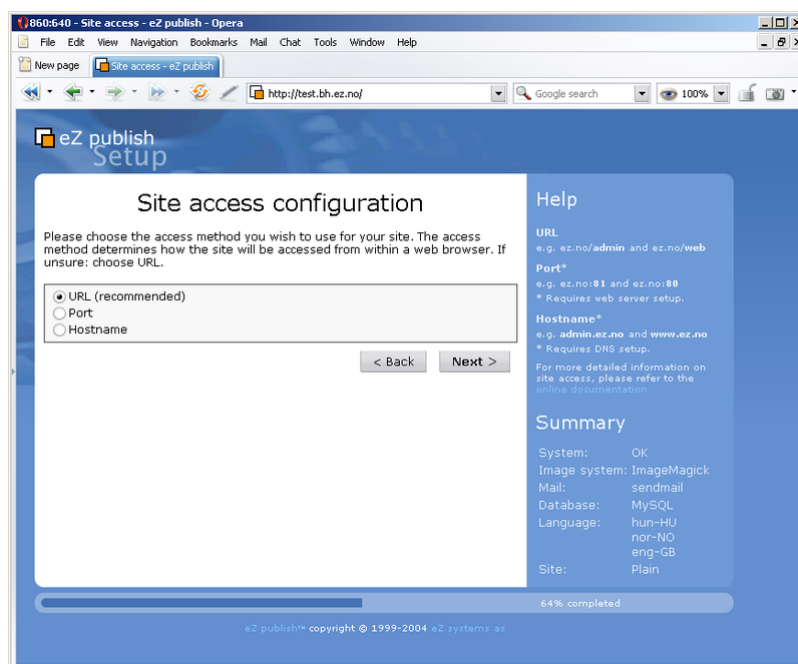 860:640 - Site access - eZ publish - Opera
File Edit View Navigation Bookmarks Mail Chat Tools Window Help
New page Site access - eZ publish
http://test.bh.ez.no/ Google search 100%
eZ publish
Setup
Site access configuration
Please choose the access method you wish to use for your site. The access
method determines how the site will be accessed from within a web browser. If
unsure: choose URL.
URL (recommended)
Port
Hostname
< Back Next >
Help
URL
e.g. ez.no/admin and ez.no/web
Port*
e.g. ez.no:81 and ez.no:80
* Requires web server setup.
Hostname*
e.g. admin.ez.no and www.ez.no
* Requires DNS setup.
For more detailed information on
site access, please refer to the
online documentation
Summary
System: OK
Image system: ImageMagick
Mail: sendmail
Database: MySQL
Language: hun-HU
nor-NO
eng-GB
Site: Plain
64% completed
eZ publish™ copyright © 1999-2004 eZ systems as